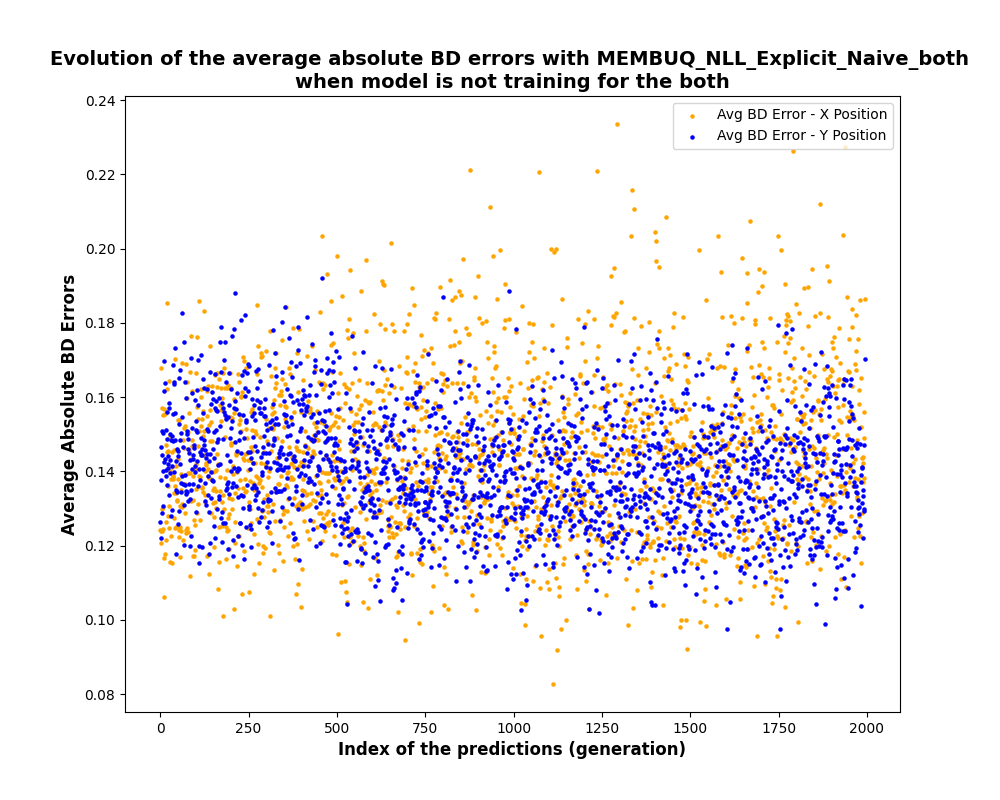 Evolution of the average absolute BD errors with MEMBUQ_NLL_Explicit_Naive_both
when model is not training for the both
Avg BD Error - X Position
Avg BD Error - Y Position
Average Absolute BD Errors
0.24
0.22
0.20
0.18
0.16
0.14
0.12
0.10
0.08
0 250 500 750 1000 1250 1500 1750 2000
Index of the predictions (generation)